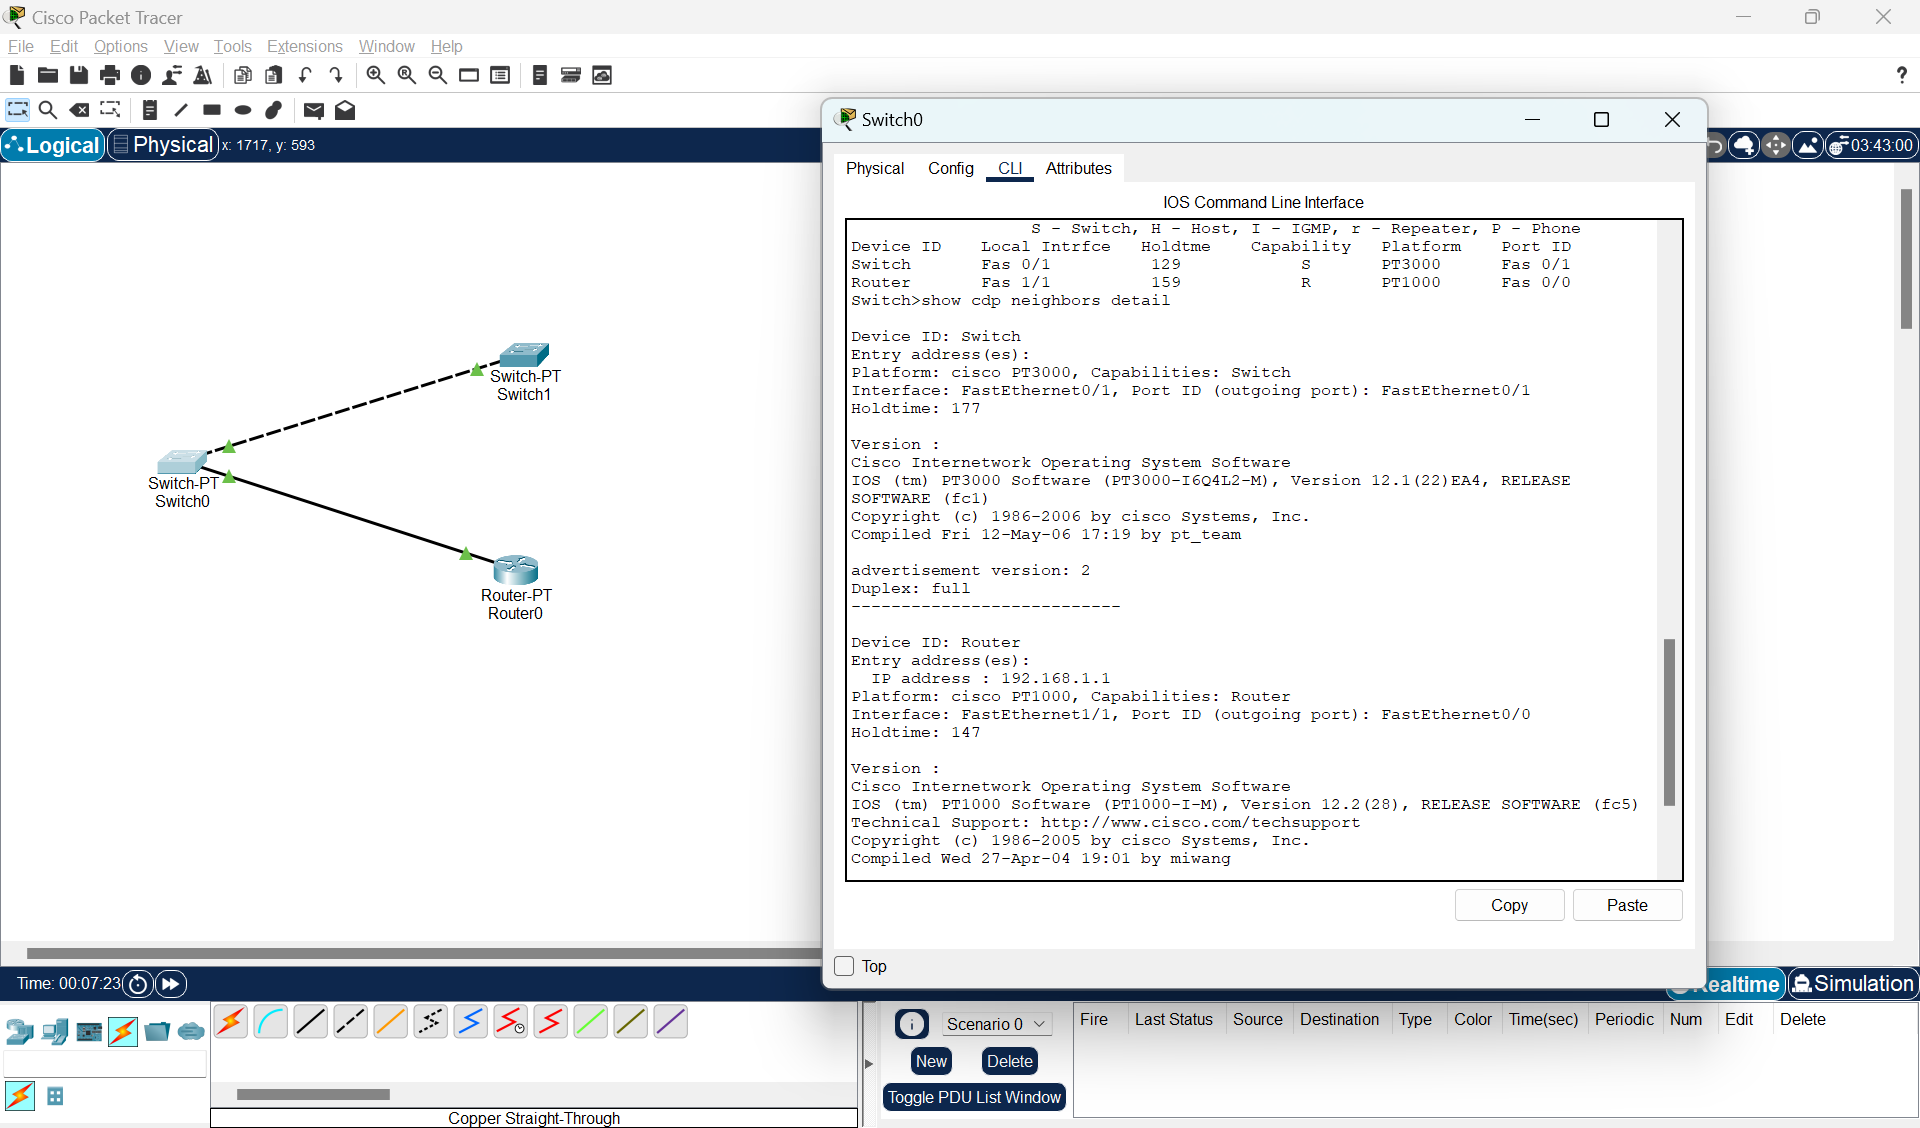 Cisco Packet Tracer
File Edit Options View Tools Extensions Window Help
Logical Physical x: 1717, y: 593
03:43:00
Switch-PT
Switch1
Switch-PT
Switch0
Router-PT
Router0
Switch0
Physical Config CLI Attributes
IOS Command Line Interface
S - Switch, H - Host, I - IGMP, r - Repeater, P - Phone
Device ID Local Intrfce Holdtme Capability Platform Port ID
Switch Fas 0/1 129 S PT3000 Fas 0/1
Router Fas 1/1 159 R PT1000 Fas 0/0
Switch>show cdp neighbors detail
Device ID: Switch
Entry address(es):
Platform: cisco PT3000, Capabilities: Switch
Interface: FastEthernet0/1, Port ID (outgoing port): FastEthernet0/1
Holdtime: 177
Version :
Cisco Internetwork Operating System Software
IOS (tm) PT3000 Software (PT3000-I6Q4L2-M), Version 12.1(22)EA4, RELEASE
SOFTWARE (fc1)
Copyright (c) 1986-2006 by cisco Systems, Inc.
Compiled Fri 12-May-06 17:19 by pt_team
advertisement version: 2
Duplex: full
---------------------------
Device ID: Router
Entry address(es):
IP address : 192.168.1.1
Platform: cisco PT1000, Capabilities: Router
Interface: FastEthernet1/1, Port ID (outgoing port): FastEthernet0/0
Holdtime: 147
Version :
Cisco Internetwork Operating System Software
IOS (tm) PT1000 Software (PT1000-I-M), Version 12.2(28), RELEASE SOFTWARE (fc5)
Technical Support: http://www.cisco.com/techsupport
Copyright (c) 1986-2005 by cisco Systems, Inc.
Compiled Wed 27-Apr-04 19:01 by miwang
Copy Paste
Top
Time: 00:07:23
ealtime Simulation
Scenario 0
New Delete
Toggle PDU List Window
Fire Last Status Source Destination Type Color Time(sec) Periodic Num Edit Delete
Copper Straight-Through